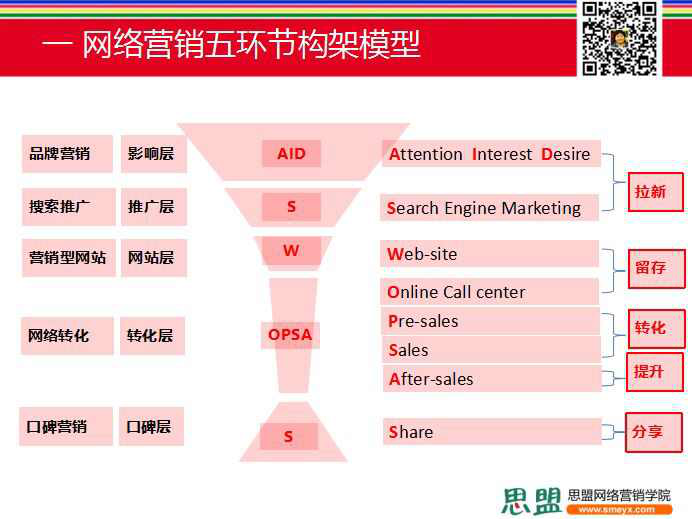 一 网络营销五环节构架模型
品牌营销 影响层 AID Attention Interest Desire
拉新
搜索推广 推广层 S Search Engine Marketing
营销型网站 网站层 W Web-site
留存
Online Call center
网络转化 转化层 OPSA Pre-sales
转化
Sales
提升
After-sales
口碑营销 口碑层 S Share 分享
思盟 思盟网络营销学院
www.smeyx.com